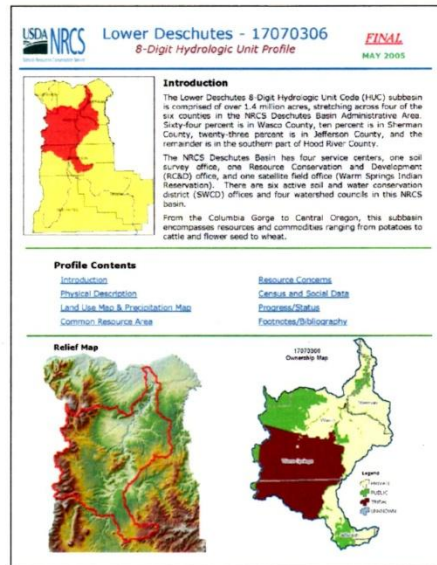 USDA NRCS
Lower Deschutes - 17070306
8-Digit Hydrologic Unit Profile
FINAL
MAY 2005
Introduction
The Lower Deschutes 8-Digit Hydrologic Unit Code (HUC) subbasin
is comprised of over 1.4 million acres, stretching across four of the
six counties in the NRCS Deschutes Basin Administrative Area.
Sixty-four percent is in Wasco County, ten percent is in Sherman
County, twenty-three percent is in Jefferson County, and the
remainder is in the southern part of Hood River County.
The NRCS Deschutes Basin has four service centers, one soil
survey office, one Resource Conservation and Development
(RC&D) office, and one satellite field office (Warm Springs Indian
Reservation). There are six active soil and water conservation
district (SWCD) offices and four watershed councils in this NRCS
basin.
From the Columbia Gorge to Central Oregon, this subbasin
encompasses resources and commodities ranging from potatoes to
cattle and flower seed to wheat.
Profile Contents
Introduction
Physical Description
Land Use Map & Precipitation Map
Common Resource Area
Resource Concerns
Census and Social Data
Progress/Status
Footnotes/Bibliography
Relief Map
17070306
Ownership Map
Warm Springs
Legend
PRIVATE
PUBLIC
TRIBAL
UNKNOWN